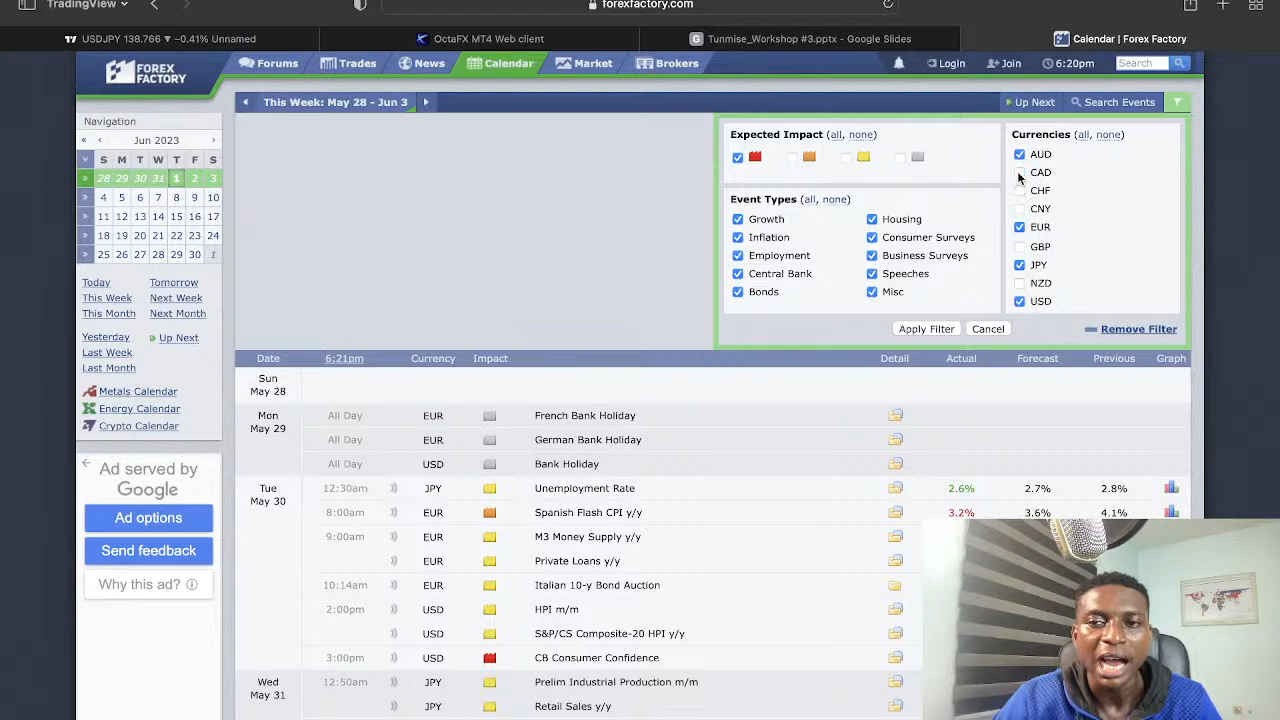 TradingView
forexfactory.com
USDJPY 138.766 ▼ −0.41% Unnamed
OctaFX MT4 Web client
Tunmise_Workshop #3.pptx - Google Slides
Calendar | Forex Factory
FOREX FACTORY
Forums
Trades
News
Calendar
Market
Brokers
Login
Join
6:20pm
Search
This Week: May 28 - Jun 3
Up Next
Search Events
Navigation
Jun 2023
S M T W T F S
28 29 30 31 1 2 3
4 5 6 7 8 9 10
11 12 13 14 15 16 17
18 19 20 21 22 23 24
25 26 27 28 29 30 1
Today Tomorrow
This Week Next Week
This Month Next Month
Yesterday Up Next
Last Week
Last Month
Metals Calendar
Energy Calendar
Crypto Calendar
Ad served by
Google
Ad options
Send feedback
Why this ad?
Expected Impact (all, none)
Event Types (all, none)
Growth Housing
Inflation Consumer Surveys
Employment Business Surveys
Central Bank Speeches
Bonds Misc
Currencies (all, none)
AUD
CAD
CHF
CNY
EUR
GBP
JPY
NZD
USD
Apply Filter Cancel Remove Filter
Date 6:21pm Currency Impact Detail Actual Forecast Previous Graph
Sun
May 28
Mon
May 29
All Day EUR French Bank Holiday
All Day EUR German Bank Holiday
All Day USD Bank Holiday
Tue
May 30
12:30am JPY Unemployment Rate 2.6% 2.7% 2.8%
8:00am EUR Spanish Flash CPI y/y 3.2% 3.6% 4.1%
9:00am EUR M3 Money Supply y/y
EUR Private Loans y/y
10:14am EUR Italian 10-y Bond Auction
2:00pm USD HPI m/m
USD S&P/CS Composite-20 HPI y/y
3:00pm USD CB Consumer Confidence
Wed
May 31
12:50am JPY Prelim Industrial Production m/m
JPY Retail Sales y/y